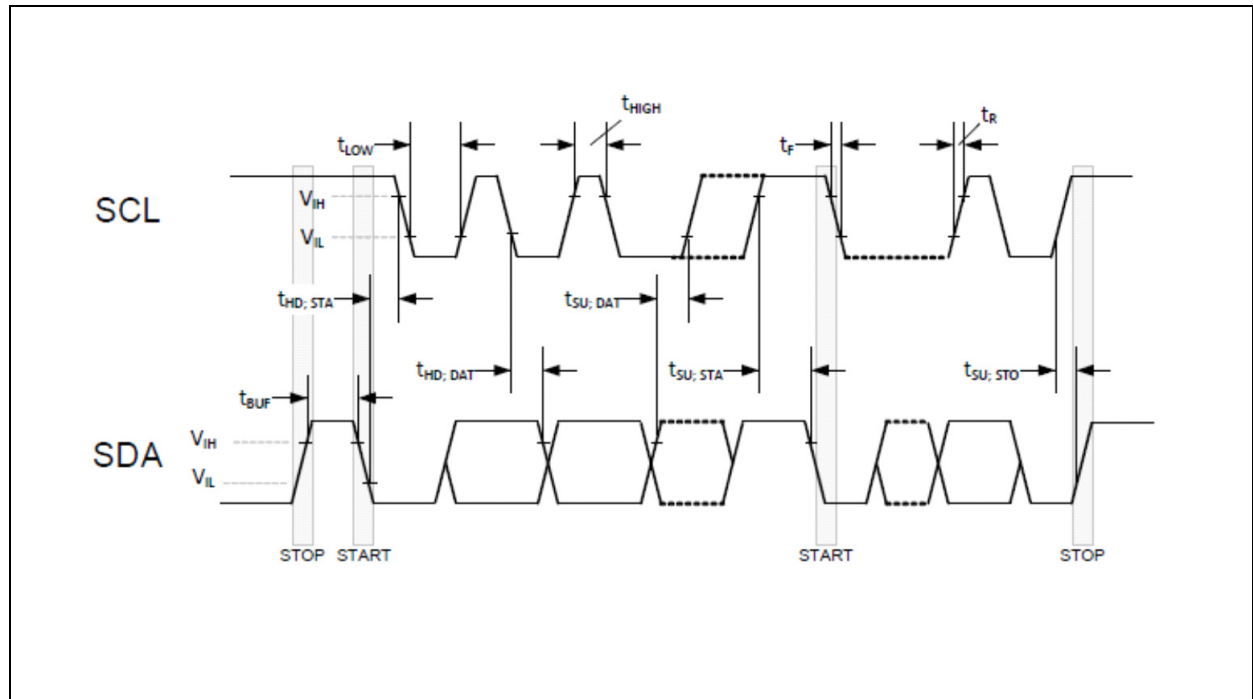 tHIGH
tR
tLOW
tF
SCL
VIH
VIL
tHD; STA
tSU; DAT
tHD; DAT
tSU; STA
tSU; STO
tBUF
SDA
VIH
VIL
STOP
START
START
STOP